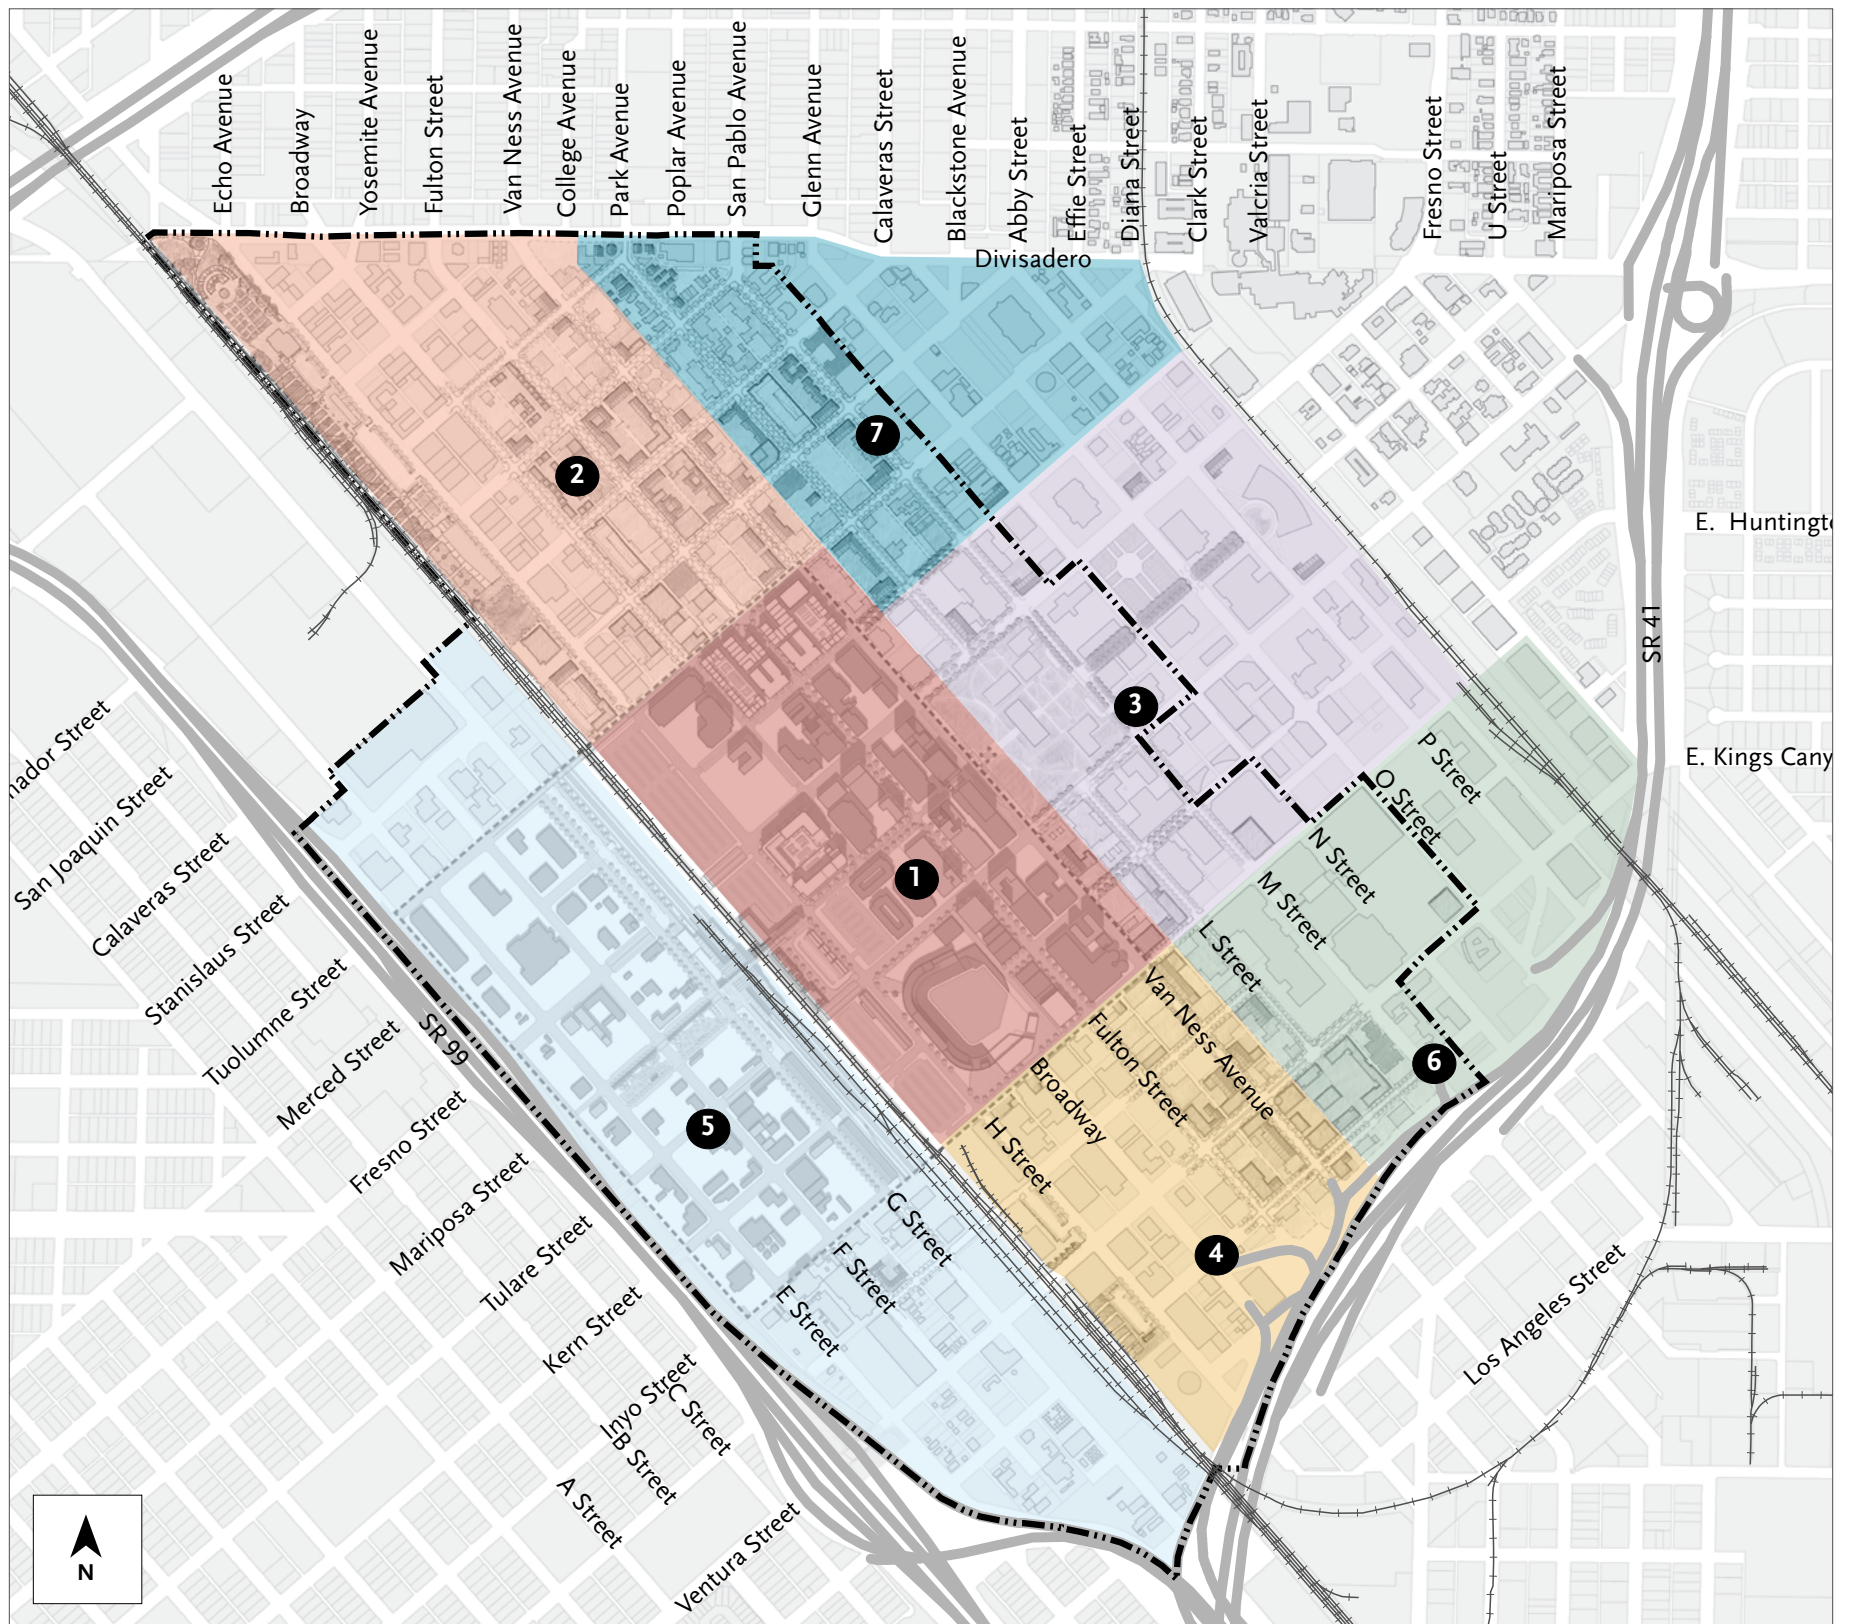 Echo Avenue
Broadway
Yosemite Avenue
Fulton Street
Van Ness Avenue
College Avenue
Park Avenue
Poplar Avenue
San Pablo Avenue
Glenn Avenue
Calaveras Street
Blackstone Avenue
Abby Street
Effie Street
Diana Street
Clark Street
Valcria Street
Fresno Street
U Street
Mariposa Street
Divisadero
7
2
E. Huntingto
SR 41
3
P Street
O Street
E. Kings Cany
nador Street
San Joaquin Street
Calaveras Street
Stanislaus Street
Tuolumne Street
Merced Street
SR 99
Fresno Street
Mariposa Street
Tulare Street
Kern Street
Inyo Street
C Street
B Street
A Street
Ventura Street
1
N Street
M Street
L Street
Van Ness Avenue
Fulton Street
Broadway
H Street
6
5
4
G Street
F Street
E Street
Los Angeles Street
N